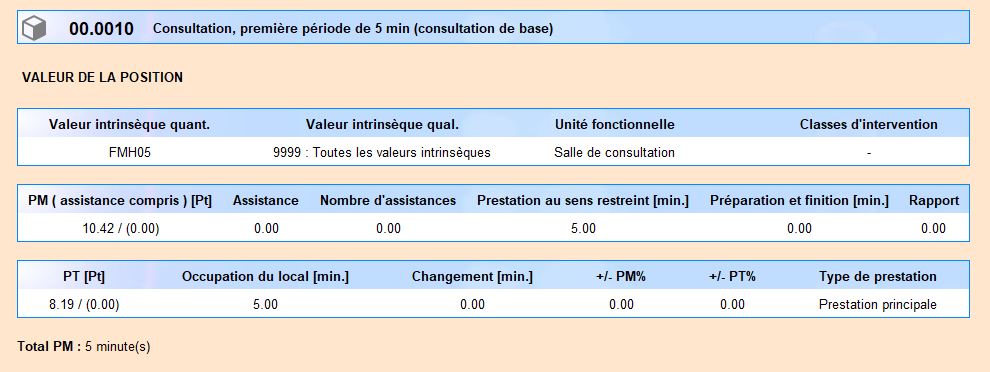 00.0010 Consultation, première période de 5 min (consultation de base)
VALEUR DE LA POSITION
Valeur intrinsèque quant. Valeur intrinsèque qual. Unité fonctionnelle Classes d'intervention
FMH05 9999 : Toutes les valeurs intrinsèques Salle de consultation -
PM ( assistance compris ) [Pt] Assistance Nombre d'assistances Prestation au sens restreint [min.] Préparation et finition [min.] Rapport
10.42 / (0.00) 0.00 0.00 5.00 0.00 0.00
PT [Pt] Occupation du local [min.] Changement [min.] +/- PM% +/- PT% Type de prestation
8.19 / (0.00) 5.00 0.00 0.00 0.00 Prestation principale
Total PM : 5 minute(s)